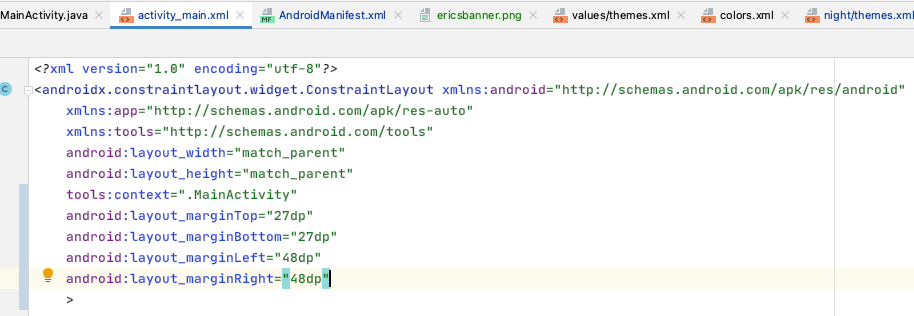 MainActivity.java activity_main.xml AndroidManifest.xml ericsbanner.png values/themes.xml colors.xml night/themes.xml
<?xml version="1.0" encoding="utf-8"?>
<androidx.constraintlayout.widget.ConstraintLayout xmlns:android="http://schemas.android.com/apk/res/android"
xmlns:app="http://schemas.android.com/apk/res-auto"
xmlns:tools="http://schemas.android.com/tools"
android:layout_width="match_parent"
android:layout_height="match_parent"
tools:context=".MainActivity"
android:layout_marginTop="27dp"
android:layout_marginBottom="27dp"
android:layout_marginLeft="48dp"
android:layout_marginRight="48dp"
>